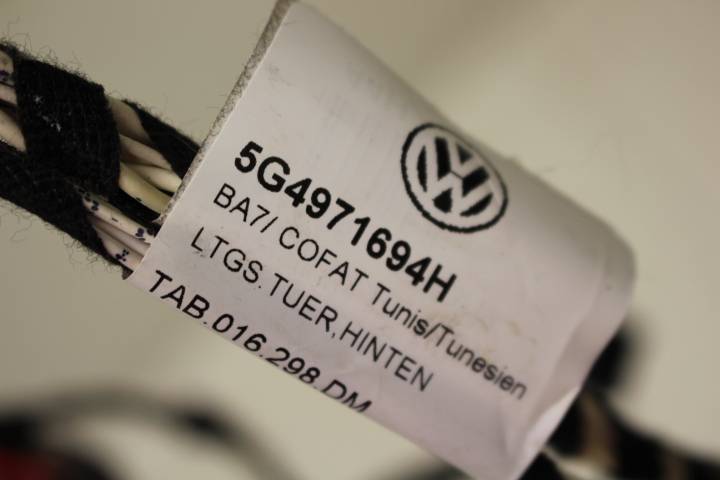 5G4971694H
BA7/ COFAT Tunis/Tunesien
LTGS.TUER,HINTEN
TAB.016.298.DM